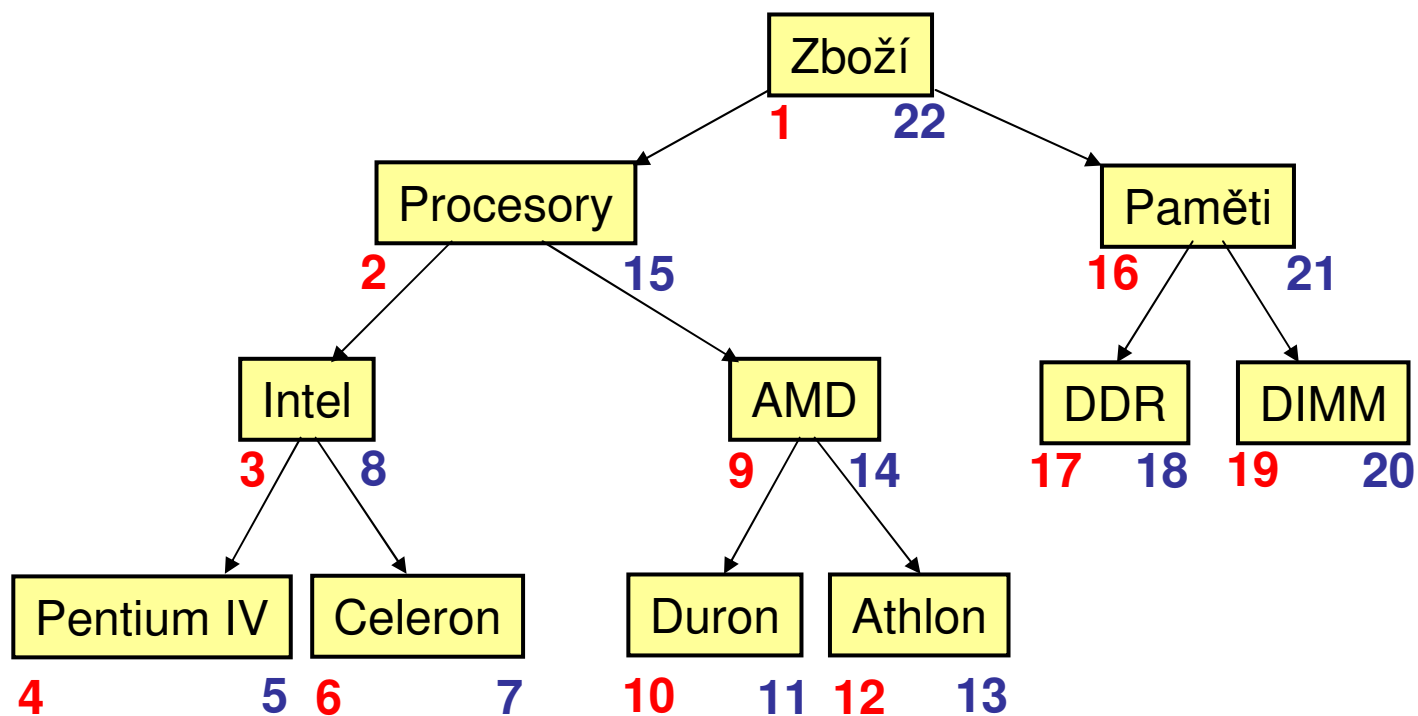 Zboží
1 22
Procesory
Paměti
2 15
16 21
Intel
AMD
DDR
DIMM
3 8
9 14
17 18
19 20
Pentium IV
Celeron
Duron
Athlon
4 5
6 7
10 11
12 13